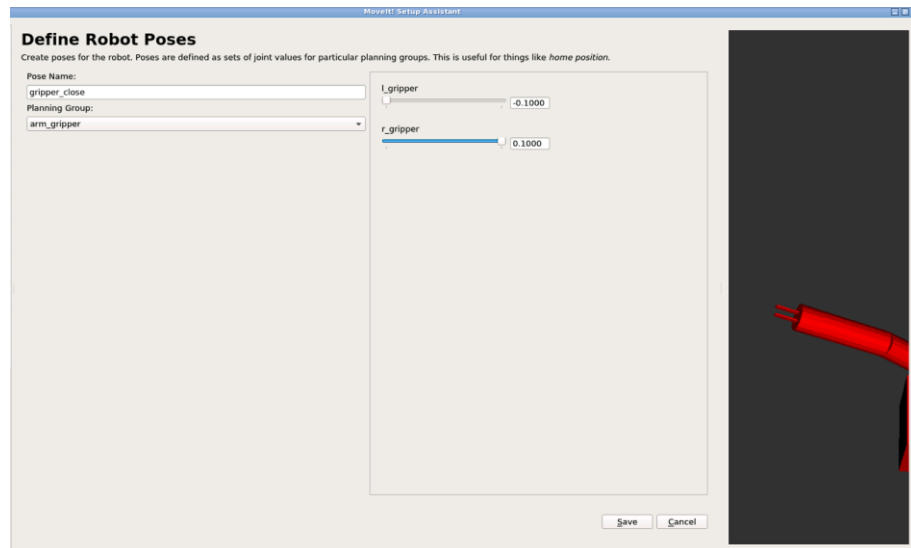 MoveIt! Setup Assistant
Define Robot Poses
Create poses for the robot. Poses are defined as sets of joint values for particular planning groups. This is useful for things like home position.
Pose Name:
gripper_close
Planning Group:
arm_gripper
l_gripper
-0.1000
r_gripper
0.1000
Save
Cancel